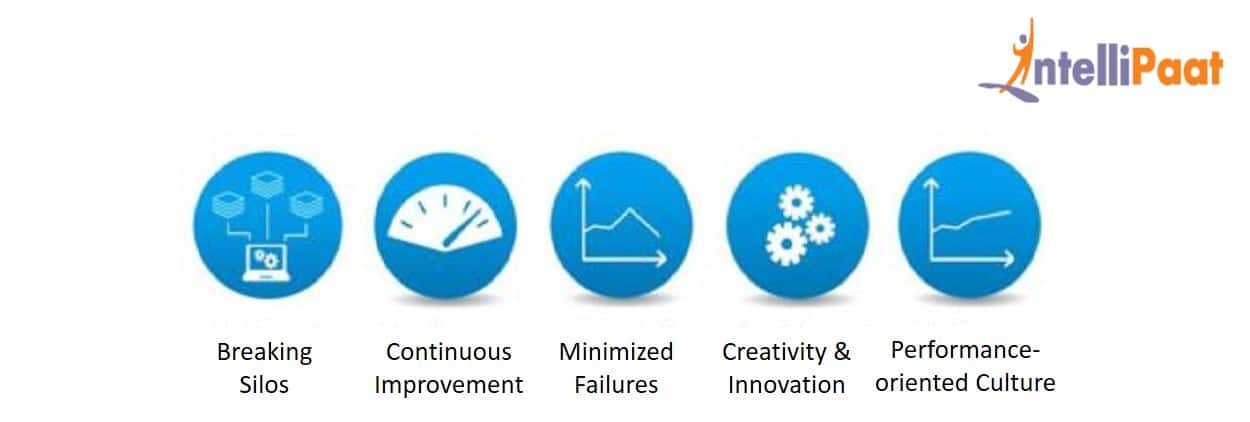 IntelliPaat
Breaking
Silos
Continuous
Improvement
Minimized
Failures
Creativity &
Innovation
Performance-
oriented Culture